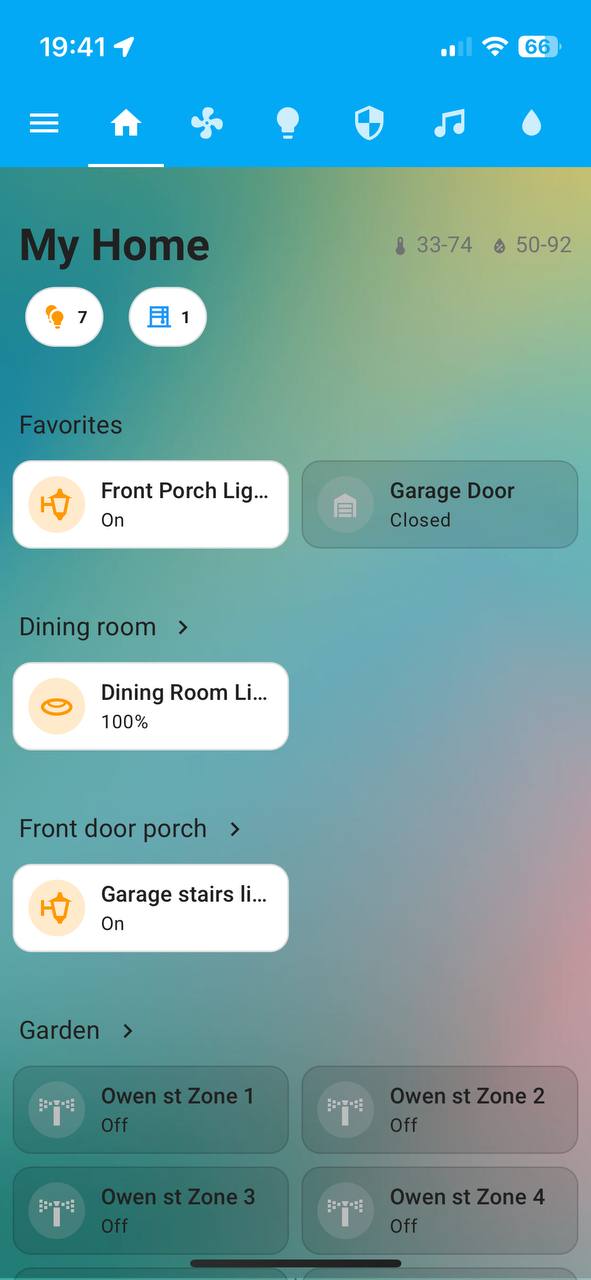 19:41
66
My Home
33-74 50-92
7 1
Favorites
Front Porch Lig...
On
Garage Door
Closed
Dining room
Dining Room Li...
100%
Front door porch
Garage stairs li...
On
Garden
Owen st Zone 1
Off
Owen st Zone 2
Off
Owen st Zone 3
Off
Owen st Zone 4
Off